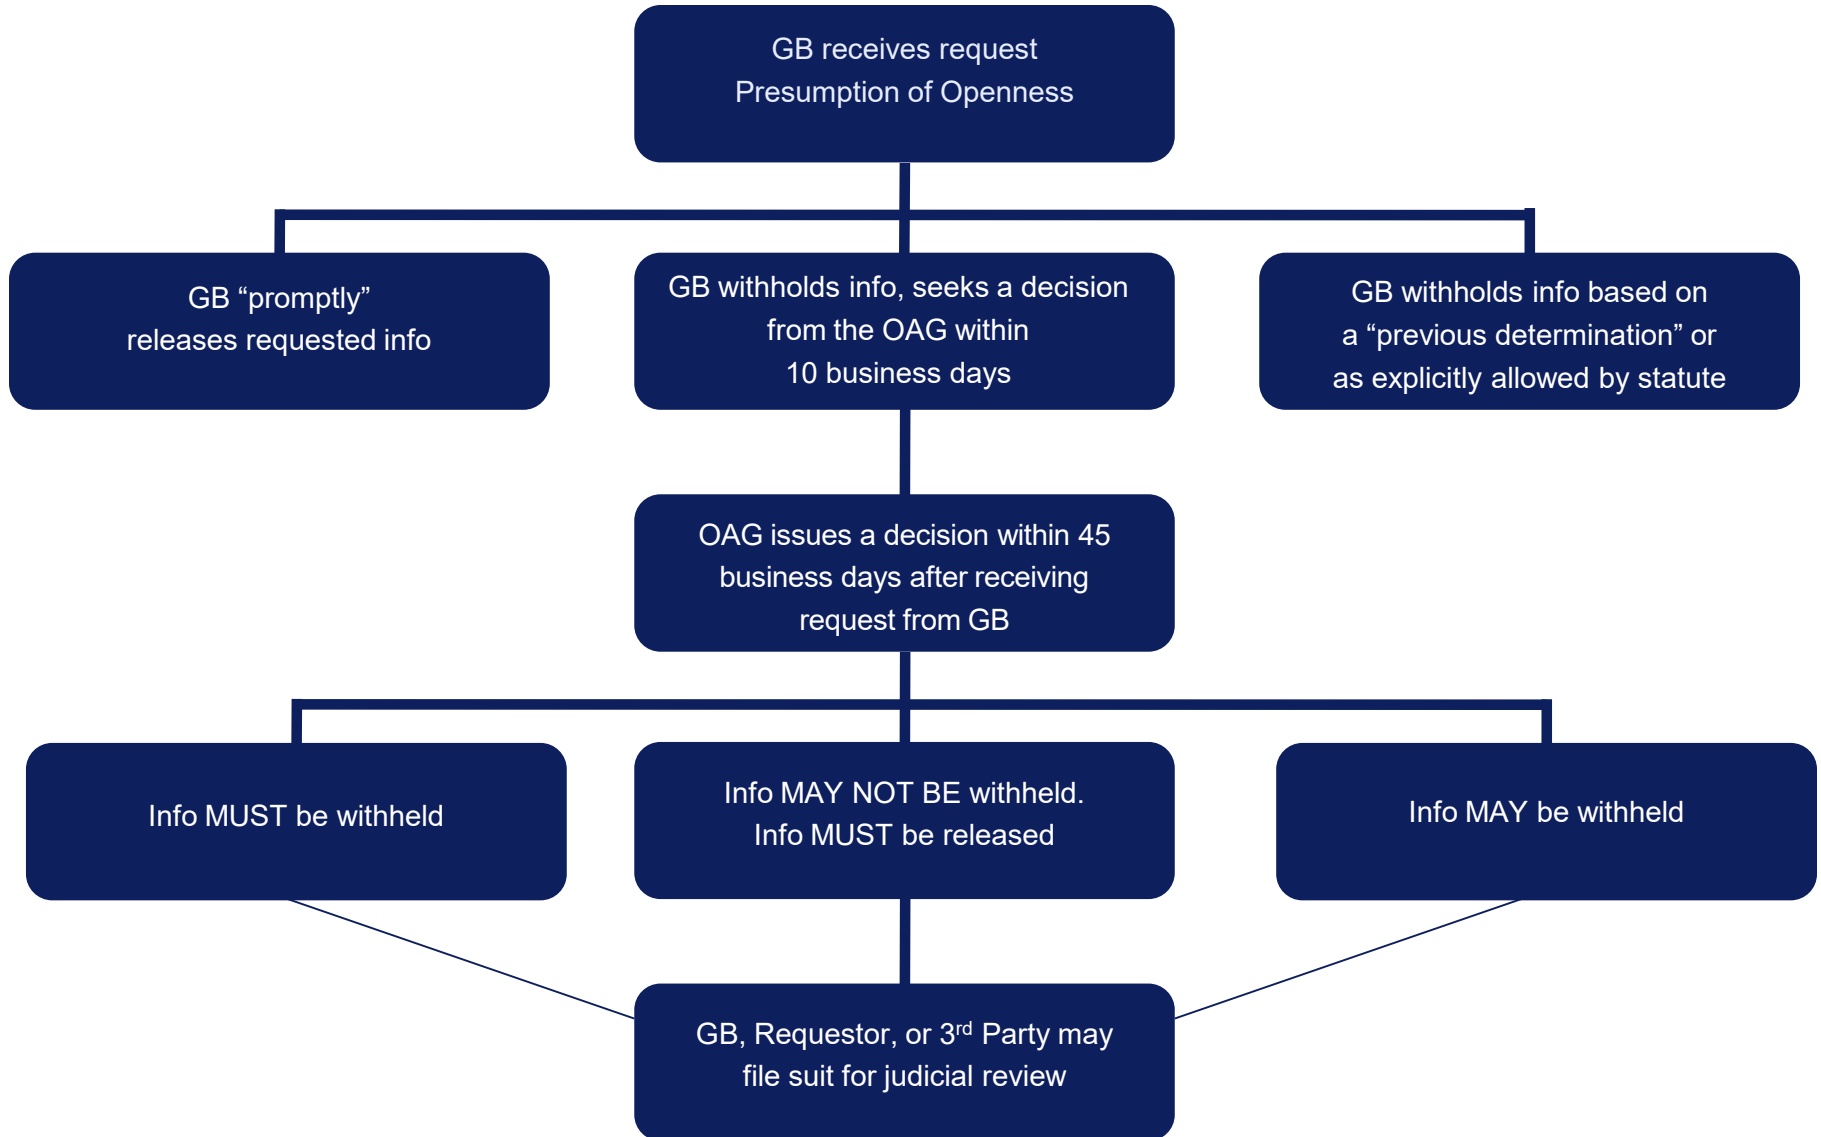 GB receives request
Presumption of Openness
GB “promptly”
releases requested info
GB withholds info, seeks a decision
from the OAG within
10 business days
GB withholds info based on
a “previous determination” or
as explicitly allowed by statute
OAG issues a decision within 45
business days after receiving
request from GB
Info MUST be withheld
Info MAY NOT BE withheld.
Info MUST be released
Info MAY be withheld
GB, Requestor, or 3rd Party may
file suit for judicial review